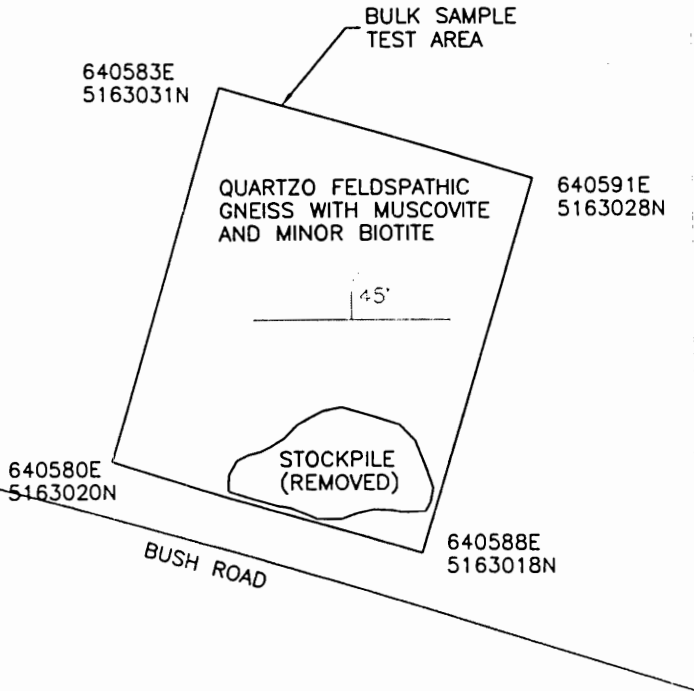 BULK SAMPLE
TEST AREA
640583E
5163031N
QUARTZO FELDSPATHIC
GNEISS WITH MUSCOVITE
AND MINOR BIOTITE
640591E
5163028N
45°
STOCKPILE
(REMOVED)
640580E
5163020N
640588E
5163018N
BUSH ROAD